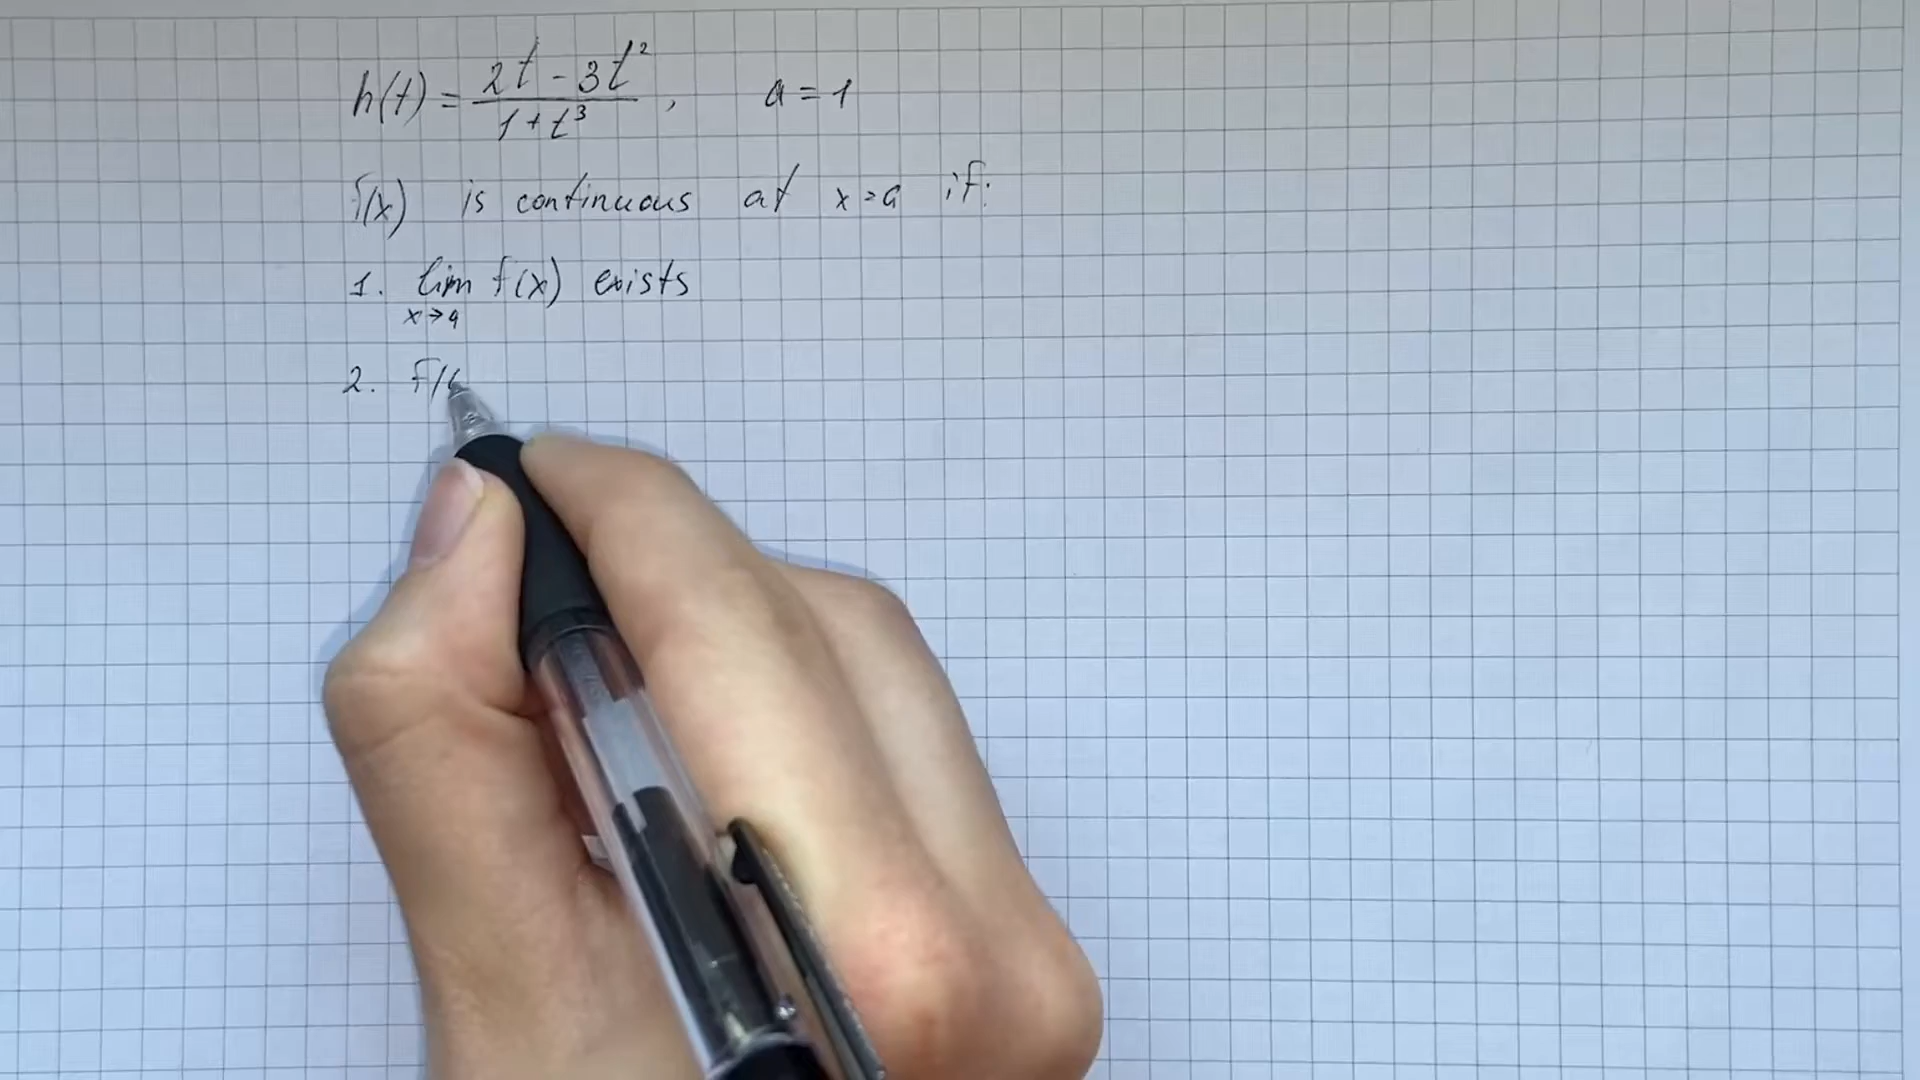 h(t) = (2t - 3t²)/(1 + t³), a = 1
f(x) is continuous at x = a if:
1. lim f(x) exists
x→a
2. f(